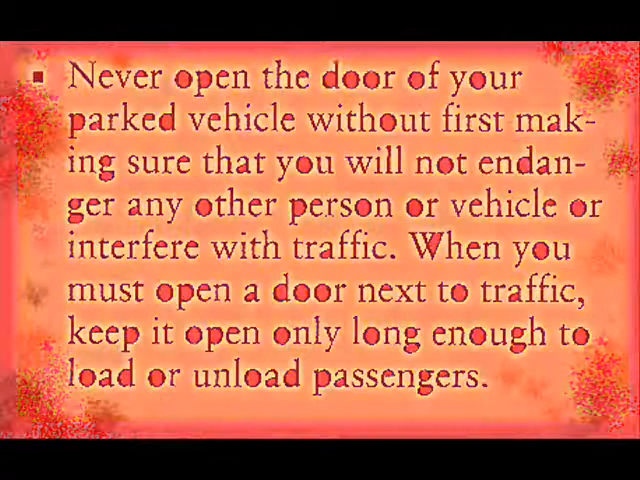 ▪ Never open the door of your
parked vehicle without first mak-
ing sure that you will not endan-
ger any other person or vehicle or
interfere with traffic. When you
must open a door next to traffic,
keep it open only long enough to
load or unload passengers.